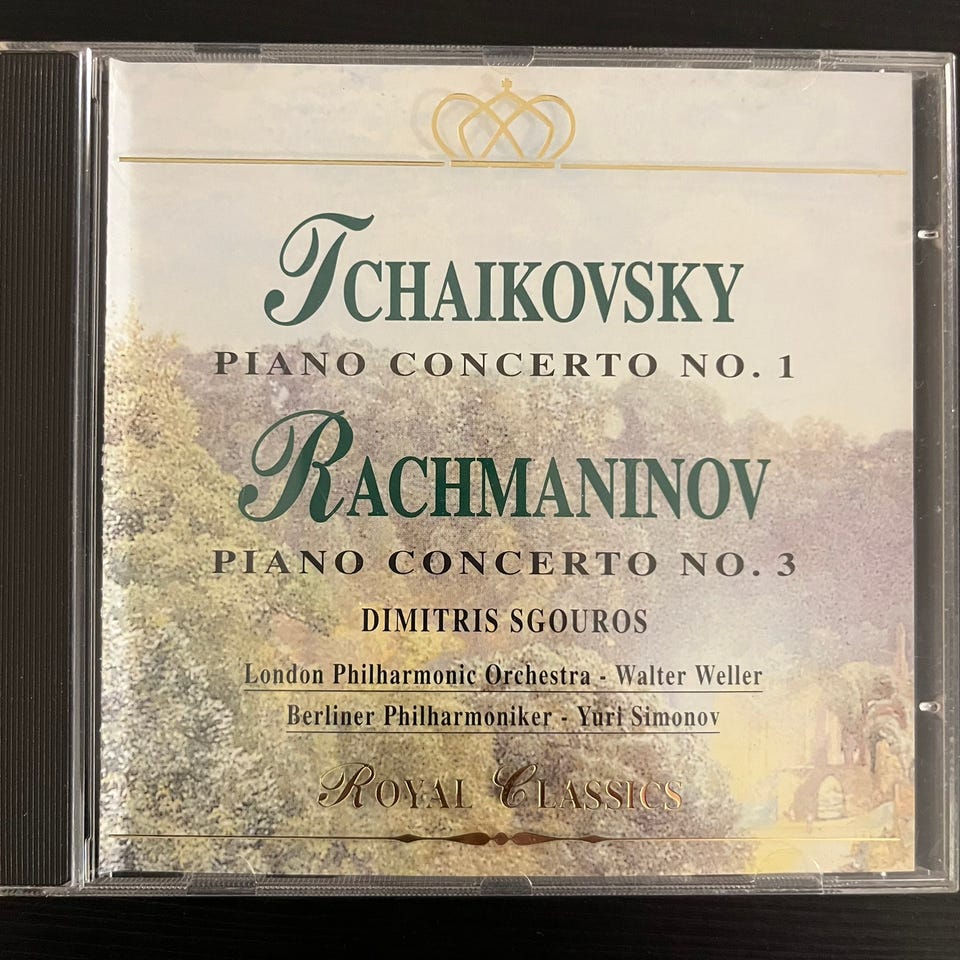 TCHAIKOVSKY
PIANO CONCERTO NO. 1
RACHMANINOV
PIANO CONCERTO NO. 3
DIMITRIS SGOUROS
London Philharmonic Orchestra - Walter Weller
Berliner Philharmoniker - Yuri Simonov
ROYAL CLASSICS